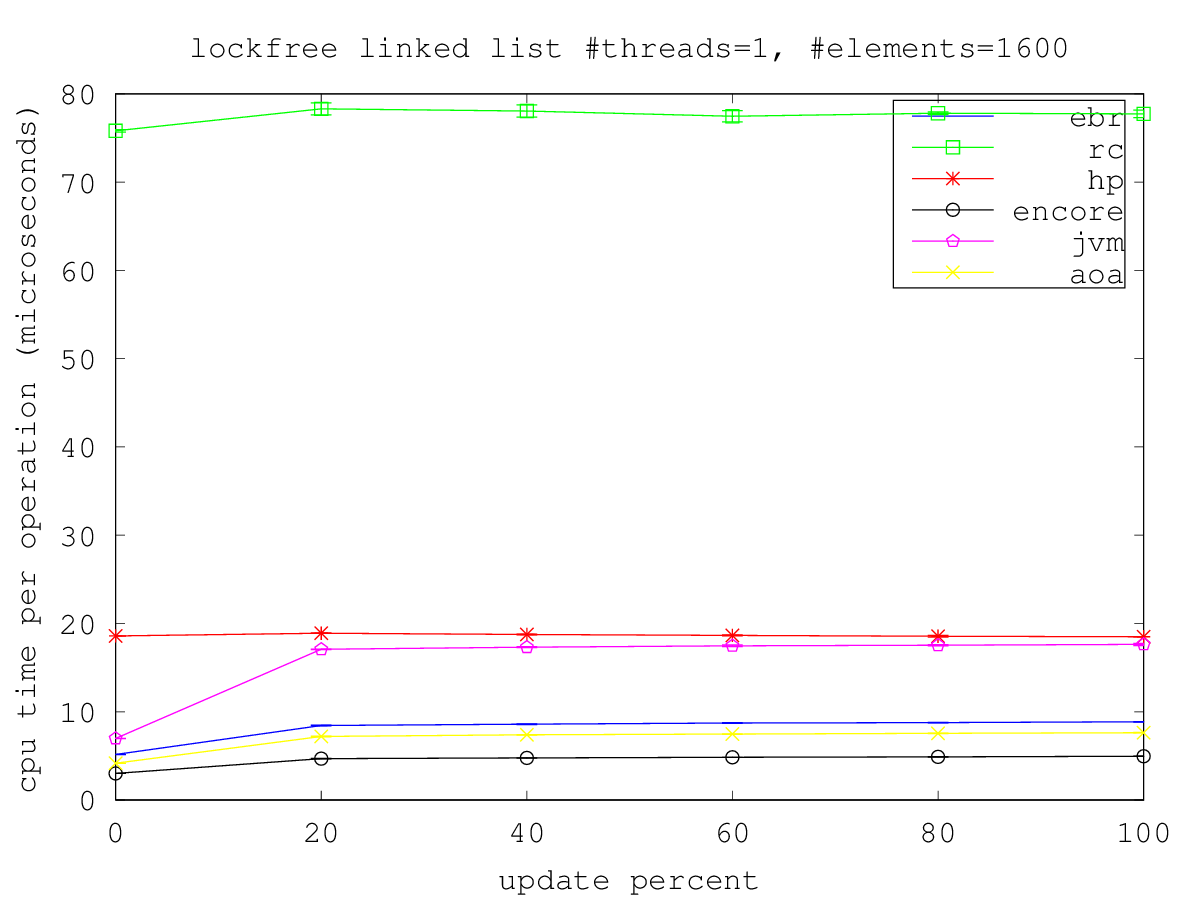 lockfree linked list #threads=1, #elements=1600
cpu time per operation (microseconds)
80
70
60
50
40
30
20
10
0
ebr
rc
hp
encore
jvm
aoa
0 20 40 60 80 100
update percent